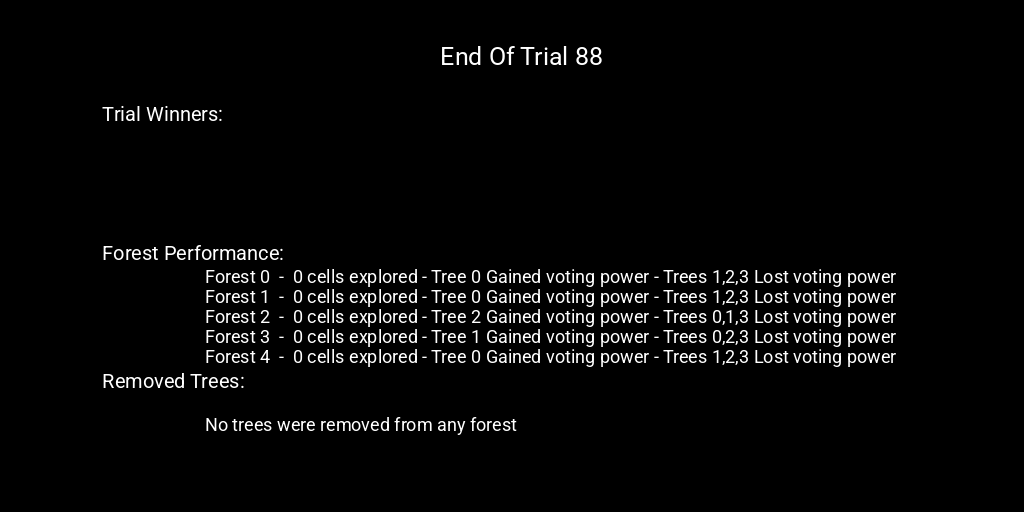 End Of Trial 88
Trial Winners:
Forest Performance:
Forest 0 - 0 cells explored - Tree 0 Gained voting power - Trees 1,2,3 Lost voting power
Forest 1 - 0 cells explored - Tree 0 Gained voting power - Trees 1,2,3 Lost voting power
Forest 2 - 0 cells explored - Tree 2 Gained voting power - Trees 0,1,3 Lost voting power
Forest 3 - 0 cells explored - Tree 1 Gained voting power - Trees 0,2,3 Lost voting power
Forest 4 - 0 cells explored - Tree 0 Gained voting power - Trees 1,2,3 Lost voting power
Removed Trees:
No trees were removed from any forest